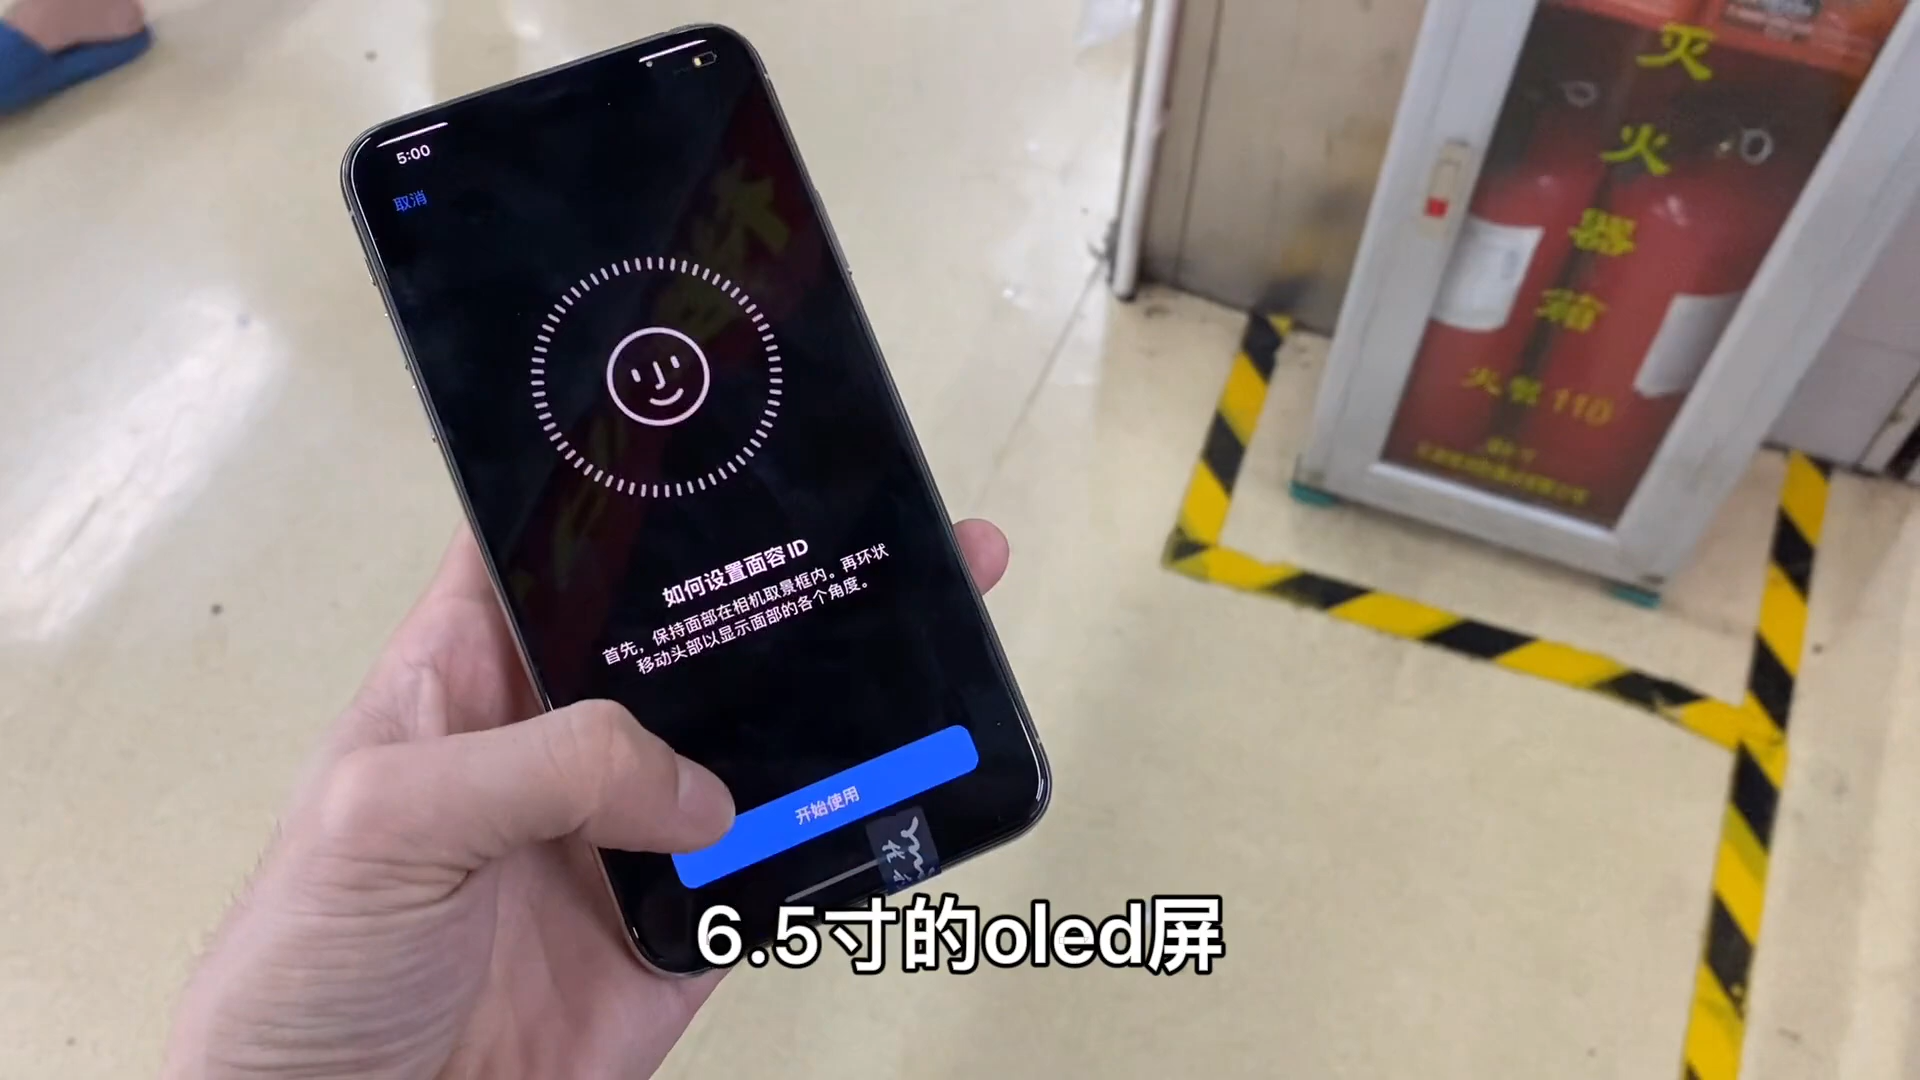 5:00
取消
如何设置面容 ID
首先，保持面部在相机取景框内。再环状
移动头部以显示面部的各个角度。
开始使用
6.5寸的oled屏
灭
火
器
箱
火警 119